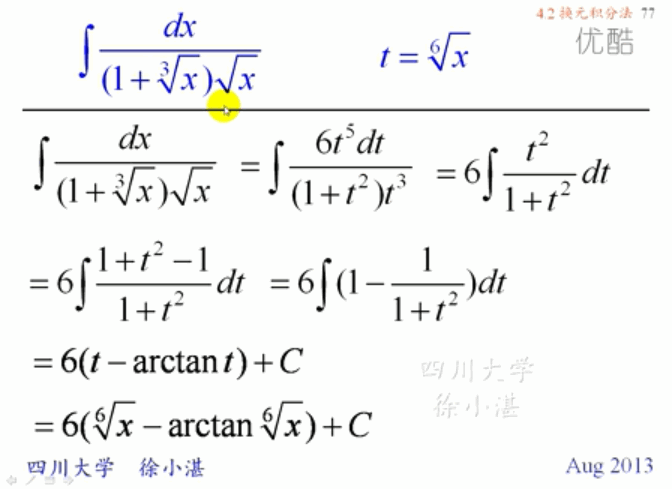 4.2 换元积分法 77
优酷
∫ dx / ((1 + ∛x)√x)    t = ⁶√x
∫ dx / ((1 + ∛x)√x) = ∫ 6t⁵dt / ((1 + t²)t³) = 6∫ t² / (1 + t²) dt
= 6∫ (1 + t² − 1) / (1 + t²) dt = 6∫(1 − 1 / (1 + t²))dt
= 6(t − arctan t) + C
= 6(⁶√x − arctan ⁶√x) + C
四川大学
徐小湛
四川大学 徐小湛 Aug 2013